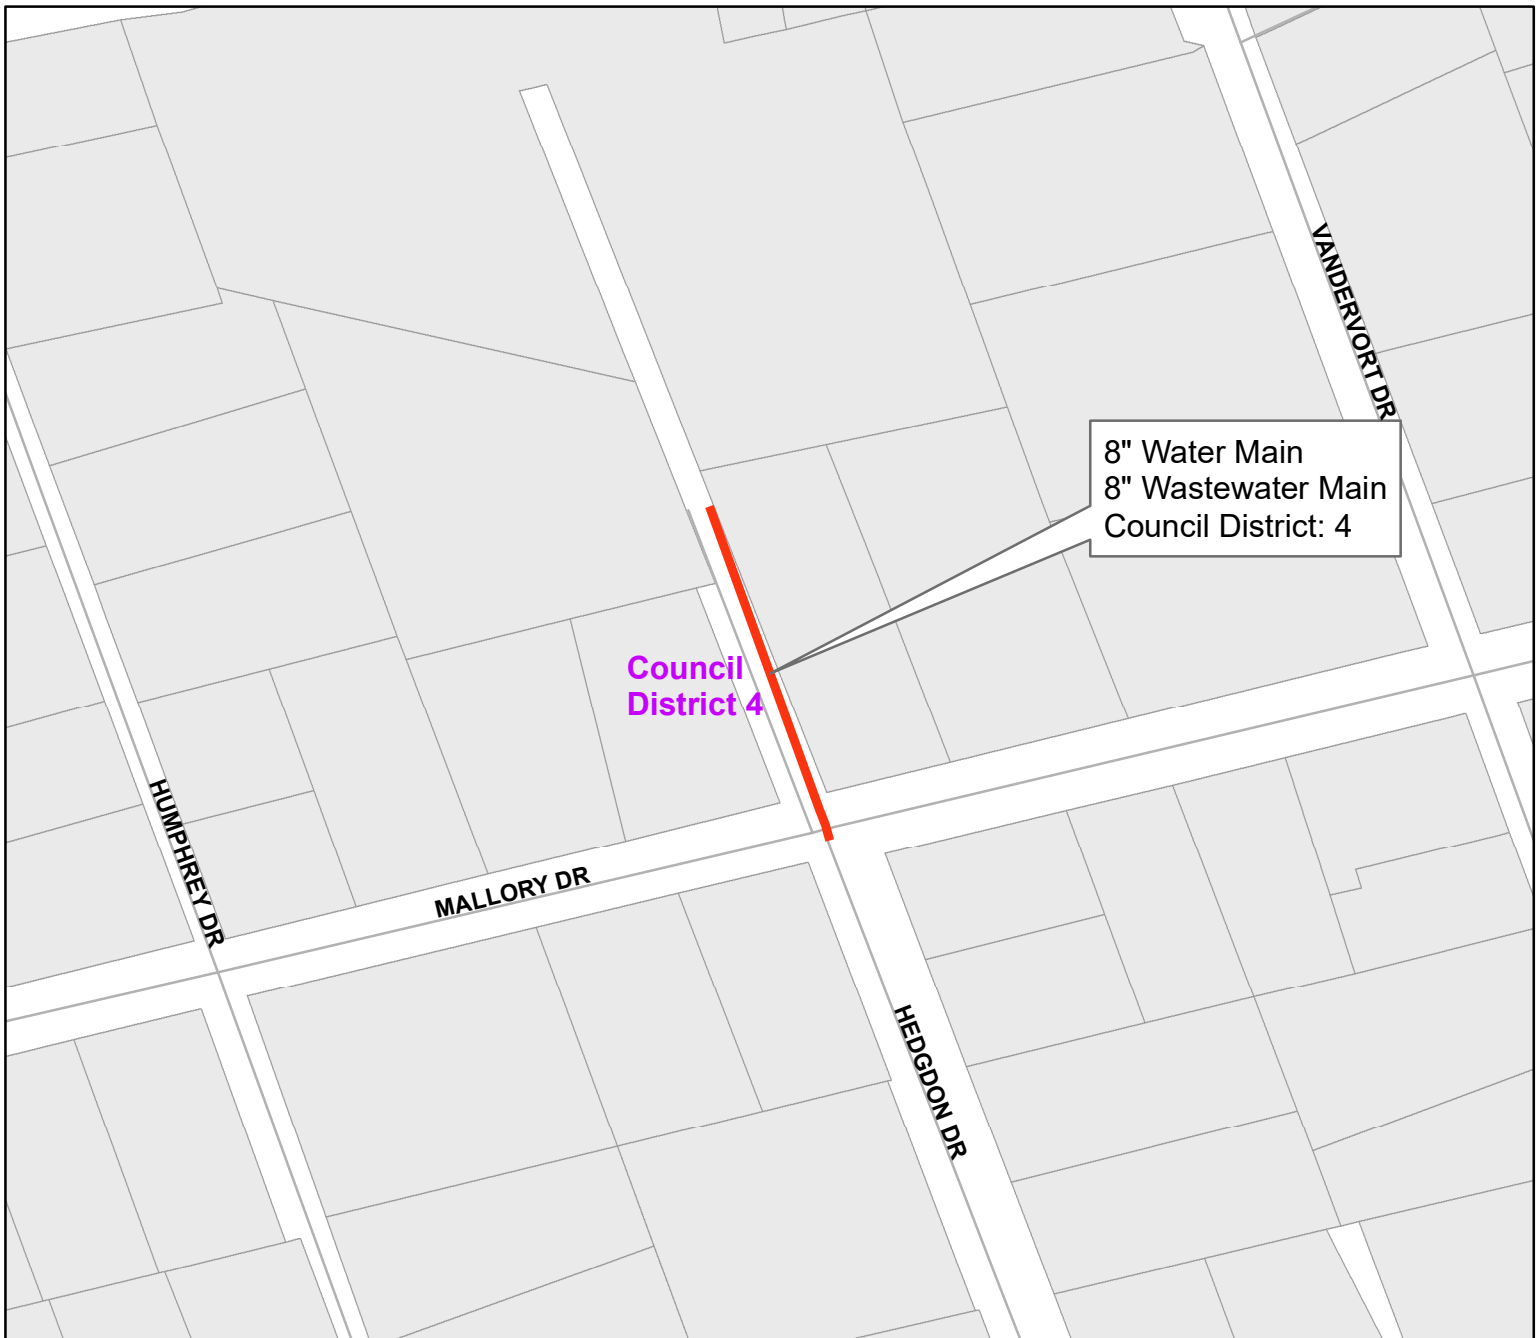 VANDERVORT DR
8" Water Main
8" Wastewater Main
Council District: 4
Council
District 4
HUMPHREY DR
MALLORY DR
HEDGDON DR